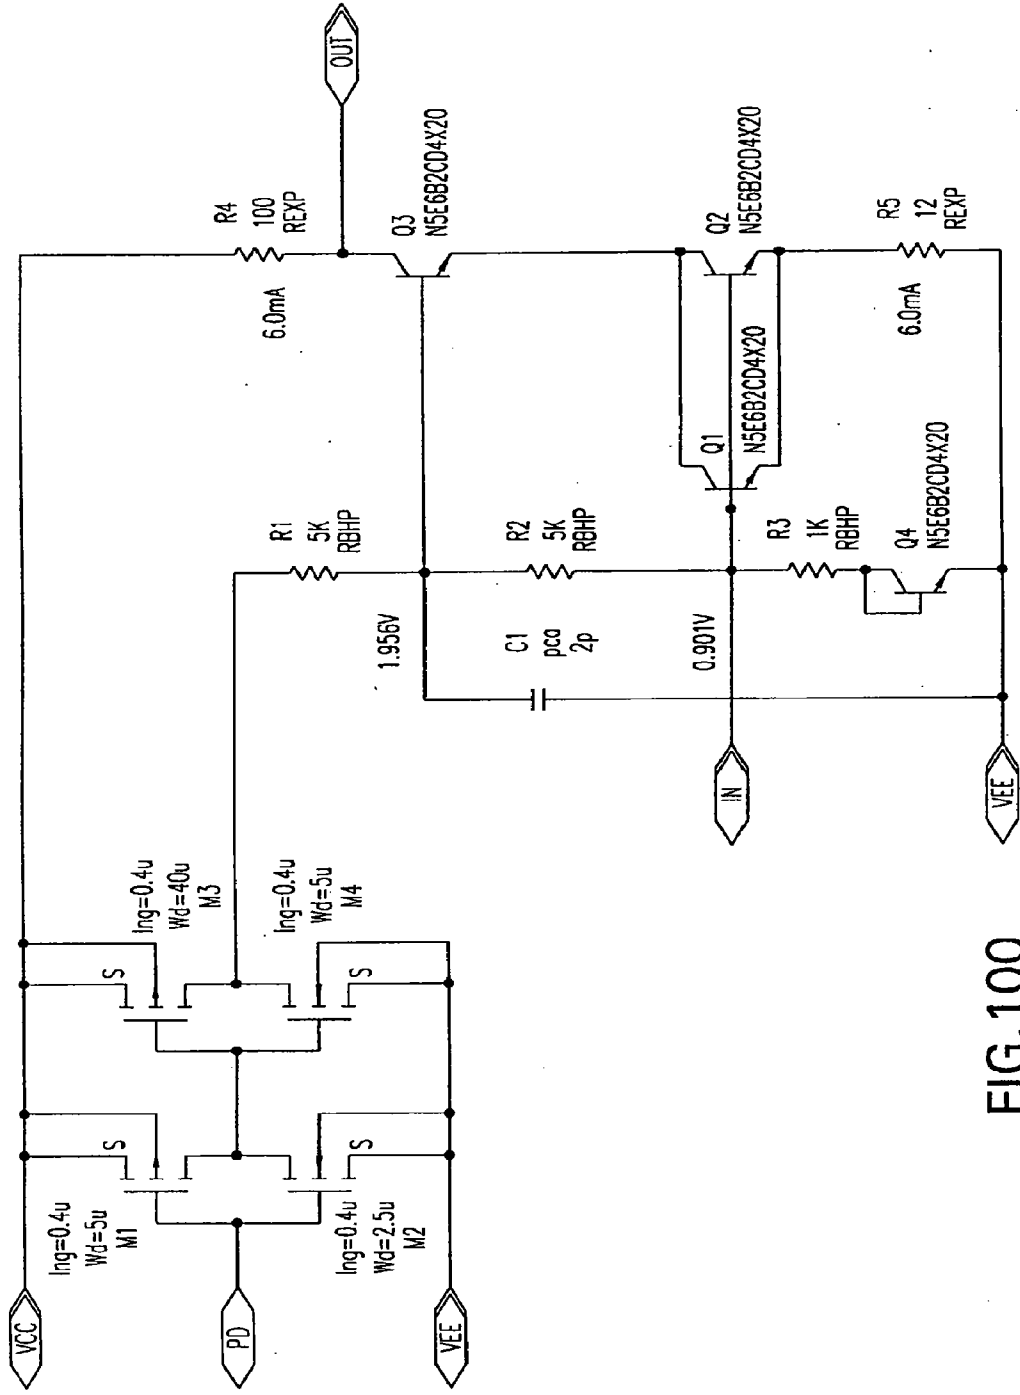 VCC
PD
VEE
lng=0.4u
Wd=5u
M1
lng=0.4u
Wd=2.5u
M2
S
S
lng=0.4u
Wd=40u
M3
lng=0.4u
Wd=5u
M4
S
S
R1
5K
RBHP
1.956V
C1
pca
2p
R2
5K
RBHP
0.901V
IN
VEE
R3
1K
RBHP
Q4
N5E6B2CD4X20
Q1
N5E6B2CD4X20
R4
100
REXP
6.0mA
OUT
Q3
N5E6B2CD4X20
Q2
N5E6B2CD4X20
R5
12
REXP
6.0mA
FIG. 100